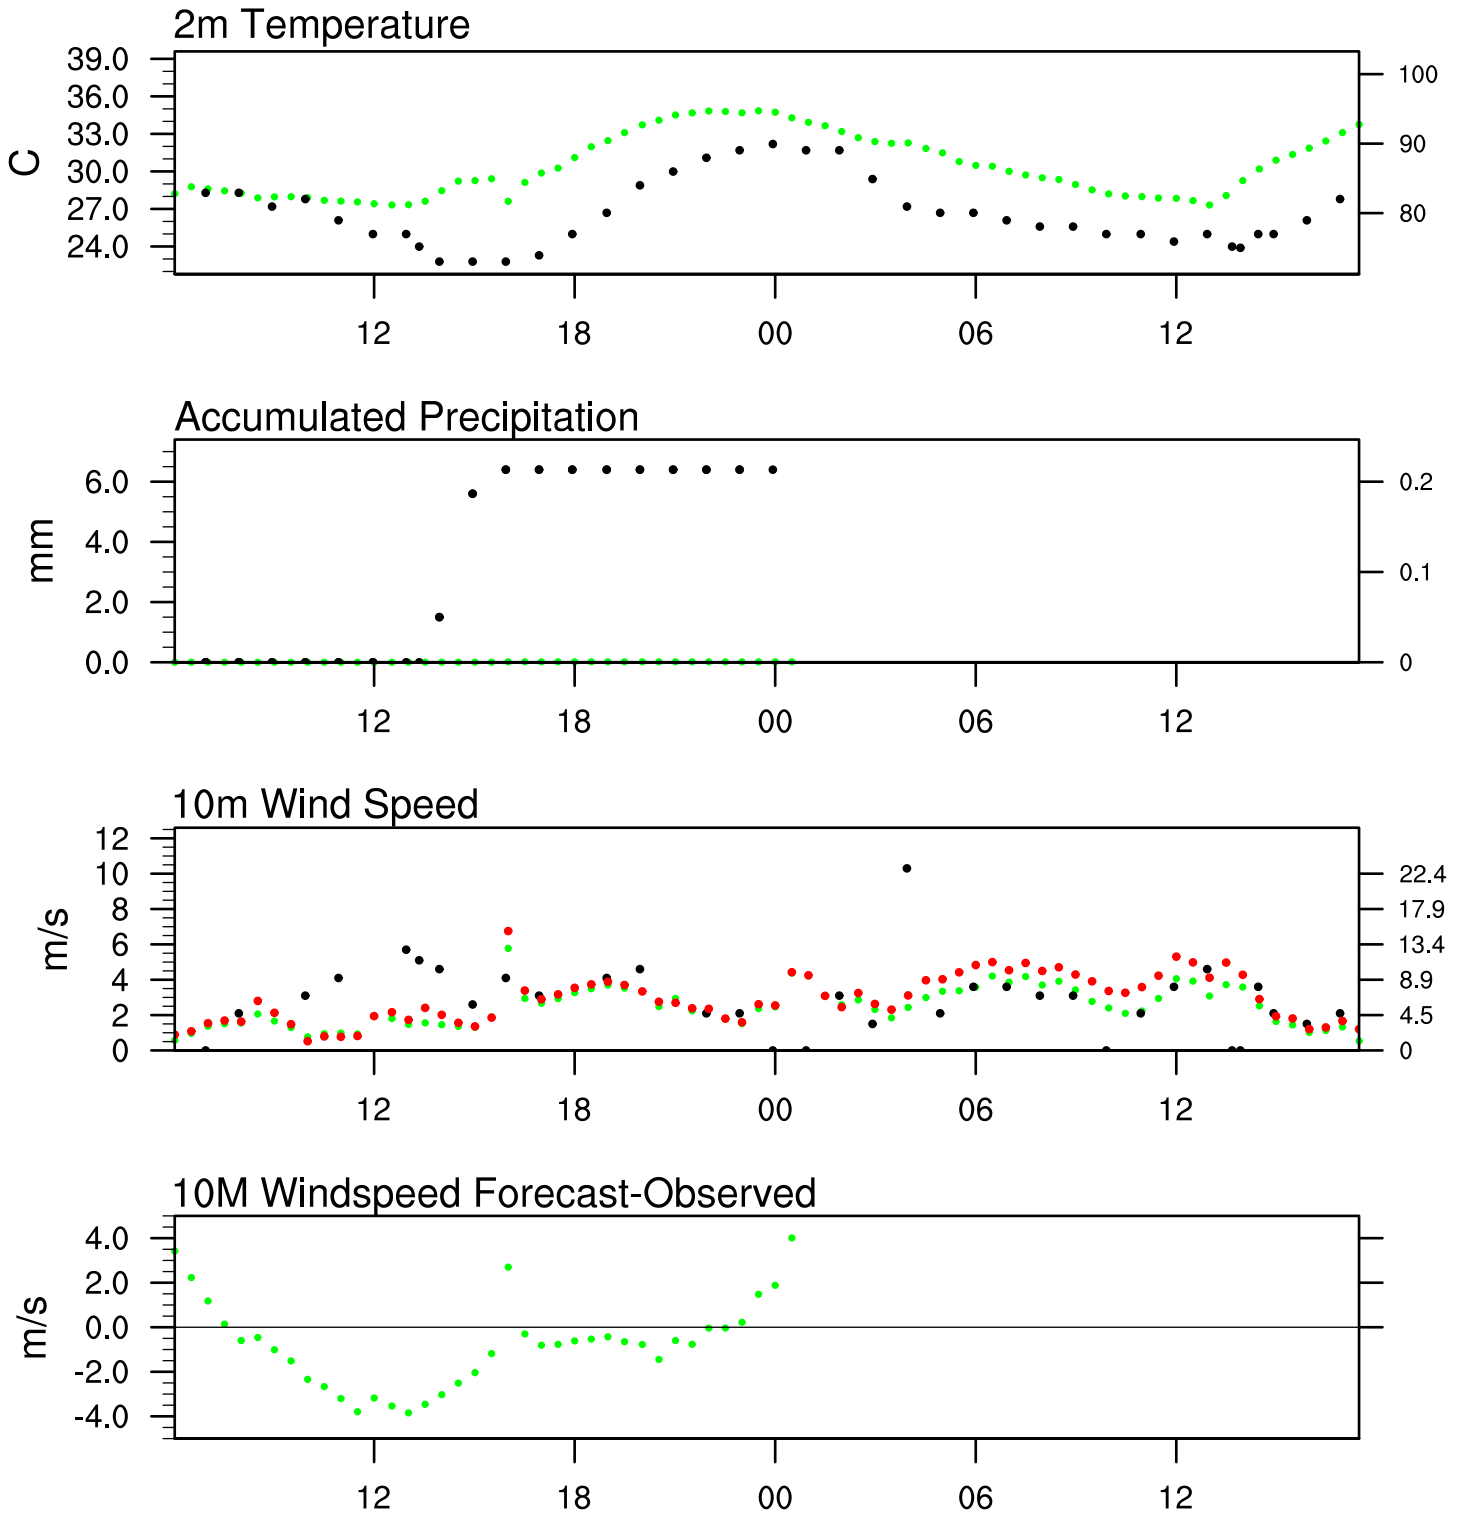 2m Temperature
39.0
36.0
33.0
30.0
27.0
24.0
C
100
90
80
12 18 00 06 12
Accumulated Precipitation
6.0
4.0
2.0
0.0
mm
0.2
0.1
0
12 18 00 06 12
10m Wind Speed
12
10
8
6
4
2
0
m/s
22.4
17.9
13.4
8.9
4.5
0
12 18 00 06 12
10M Windspeed Forecast-Observed
4.0
2.0
0.0
-2.0
-4.0
m/s
12 18 00 06 12